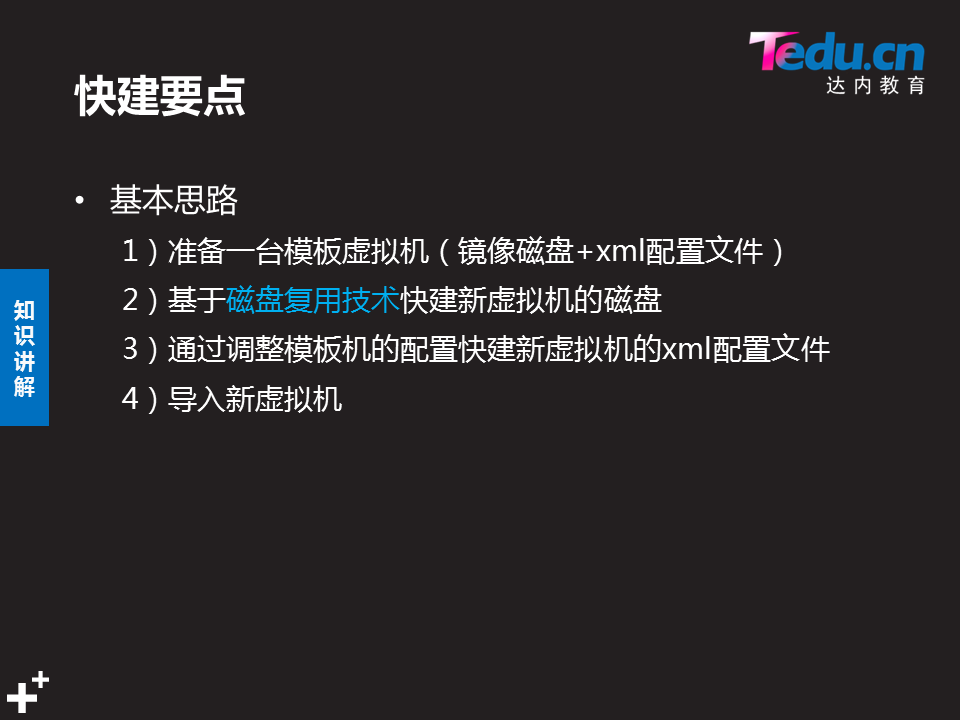 Tedu.cn
达内教育
快建要点
• 基本思路
1）准备一台模板虚拟机（镜像磁盘+xml配置文件）
2）基于磁盘复用技术快建新虚拟机的磁盘
3）通过调整模板机的配置快建新虚拟机的xml配置文件
4）导入新虚拟机
知识讲解